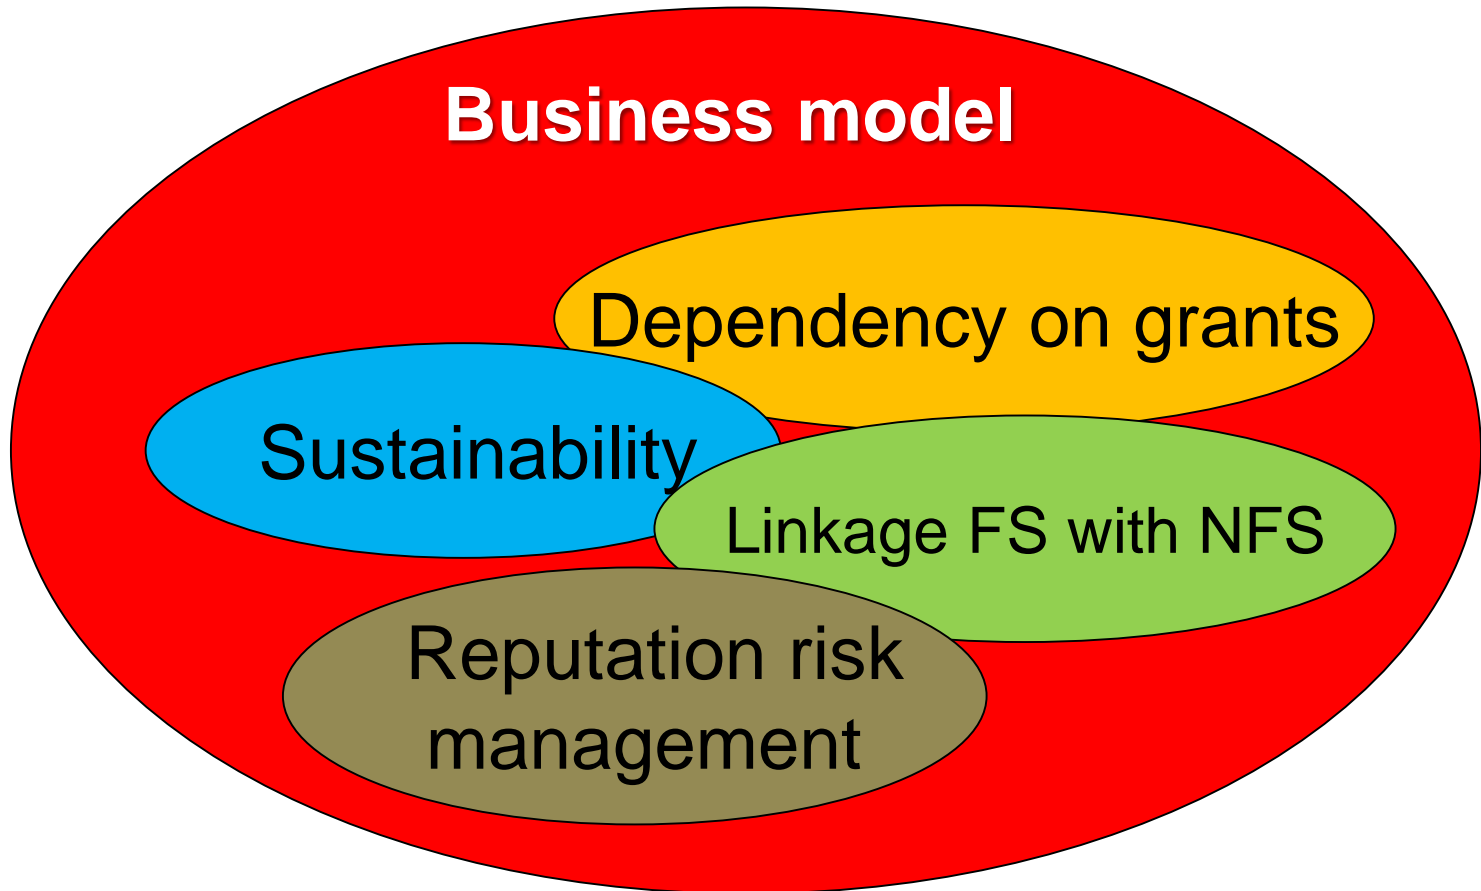 Business model
Dependency on grants
Sustainability
Linkage FS with NFS
Reputation risk
management